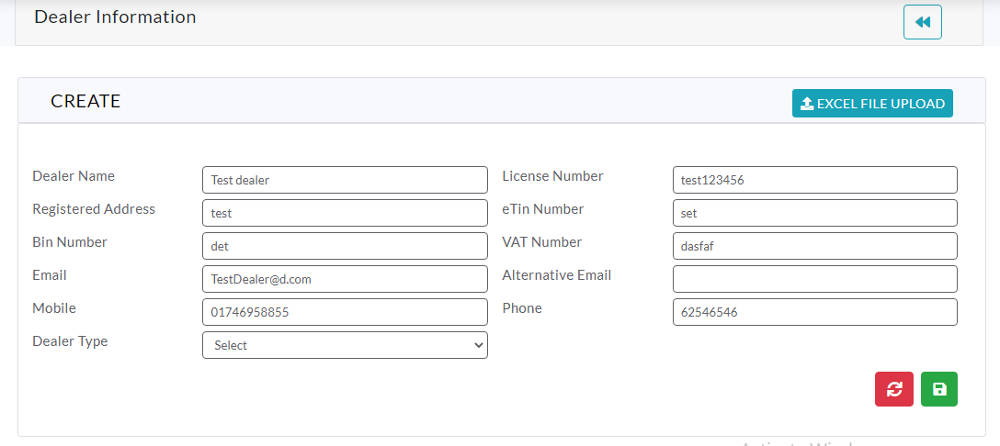 Dealer Information
CREATE
EXCEL FILE UPLOAD
Dealer Name Test dealer License Number test123456
Registered Address test eTin Number set
Bin Number det VAT Number dasfaf
Email TestDealer@d.com Alternative Email
Mobile 01746958855 Phone 62546546
Dealer Type Select